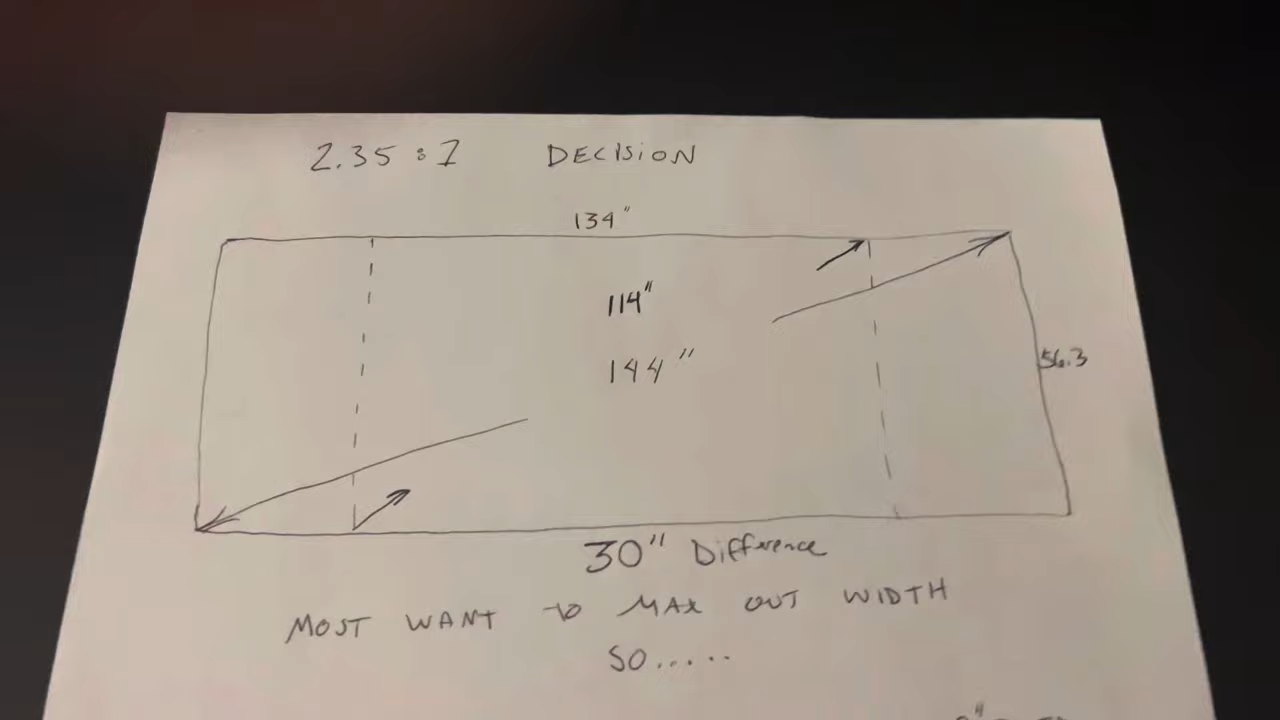 2.35:1 DECISION
134"
114"
144"
56.3
30" Difference
MOST WANT TO MAX OUT WIDTH
SO.....